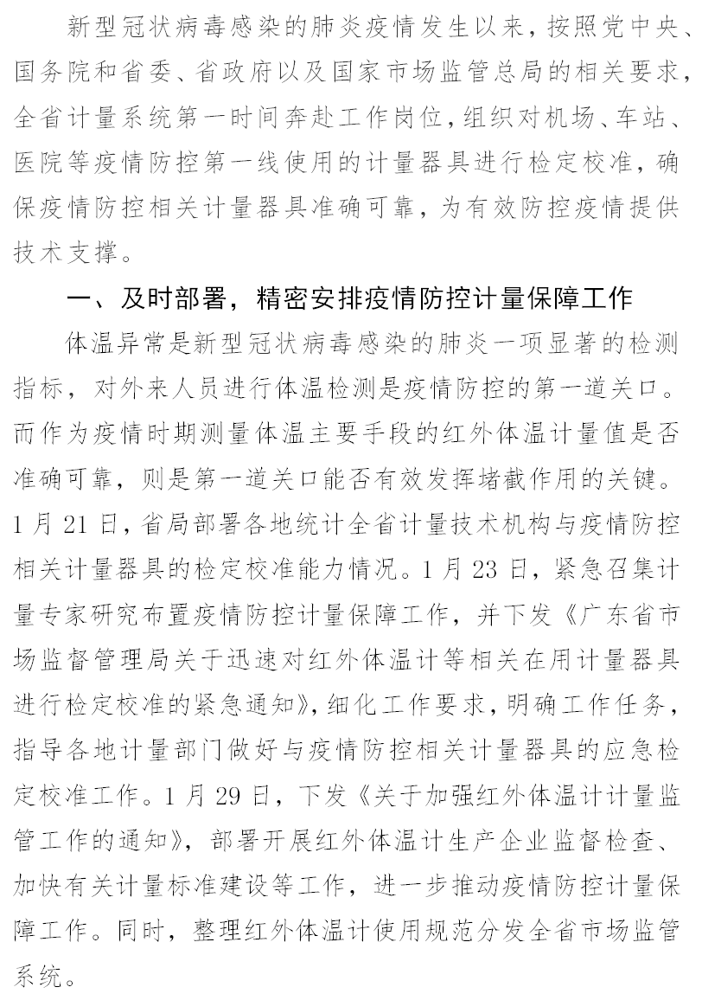 新型冠状病毒感染的肺炎疫情发生以来，按照党中央、
国务院和省委、省政府以及国家市场监管总局的相关要求，
全省计量系统第一时间奔赴工作岗位，组织对机场、车站、
医院等疫情防控第一线使用的计量器具进行检定校准，确
保疫情防控相关计量器具准确可靠，为有效防控疫情提供
技术支撑。
一、及时部署，精密安排疫情防控计量保障工作
体温异常是新型冠状病毒感染的肺炎一项显著的检测
指标，对外来人员进行体温检测是疫情防控的第一道关口。
而作为疫情时期测量体温主要手段的红外体温计量值是否
准确可靠，则是第一道关口能否有效发挥堵截作用的关键。
1月21日，省局部署各地统计全省计量技术机构与疫情防控
相关计量器具的检定校准能力情况。1月23日，紧急召集计
量专家研究布置疫情防控计量保障工作，并下发《广东省市
场监督管理局关于迅速对红外体温计等相关在用计量器具
进行检定校准的紧急通知》，细化工作要求，明确工作任务，
指导各地计量部门做好与疫情防控相关计量器具的应急检
定校准工作。1月29日，下发《关于加强红外体温计计量监
管工作的通知》，部署开展红外体温计生产企业监督检查、
加快有关计量标准建设等工作，进一步推动疫情防控计量保
障工作。同时，整理红外体温计使用规范分发全省市场监管
系统。